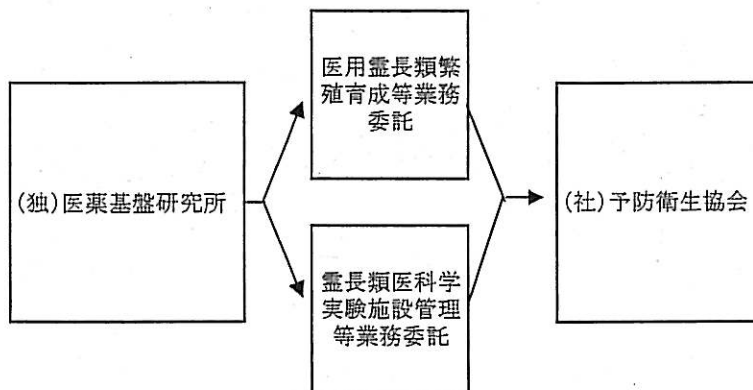 医用霊長類繁
殖育成等業務
委託
(独)医薬基盤研究所
(社)予防衛生協会
霊長類医科学
実験施設管理
等業務委託